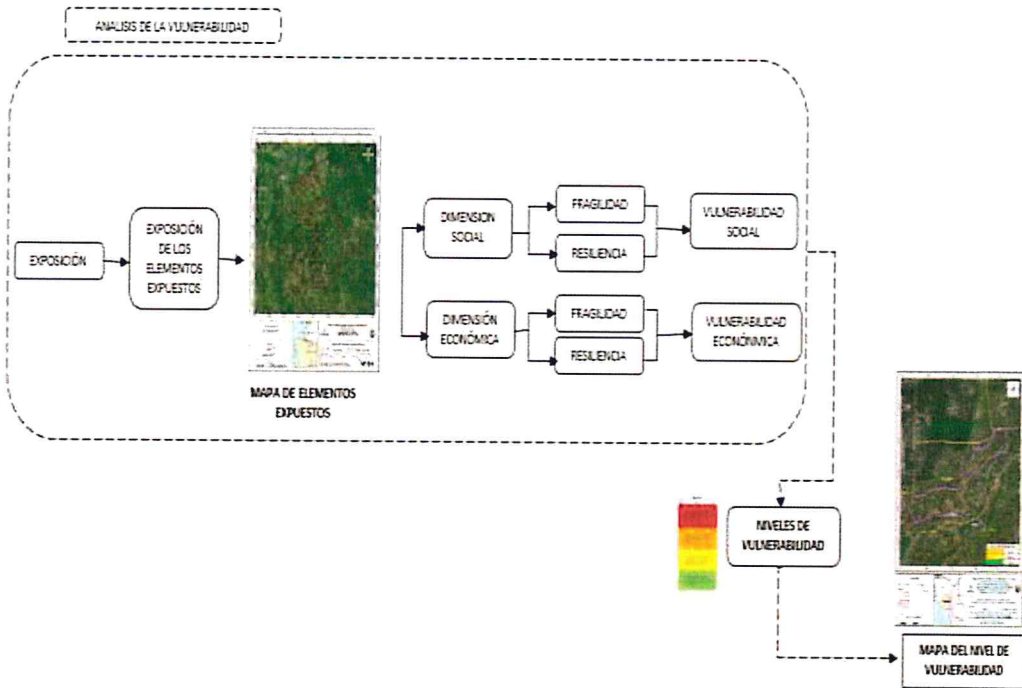 ANALISIS DE LA VULNERABILIDAD
EXPOSICIÓN
EXPOSICIÓN
DE LOS
ELEMENTOS
EXPUESTOS
MAPA DE ELEMENTOS
EXPUESTOS
DIMENSION
SOCIAL
FRAGILIDAD
RESILIENCIA
VULNERABILIDAD
SOCIAL
DIMENSIÓN
ECONÓMICA
FRAGILIDAD
RESILIENCIA
VULNERABILIDAD
ECONÓNMICA
NIVELES DE
VULNERABILIDAD
MAPA DEL NIVEL DE
VULNERABILIDAD